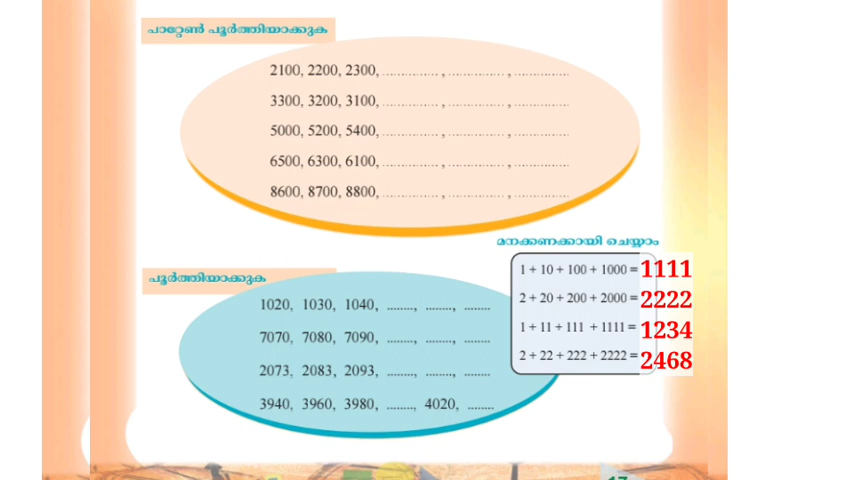 പാറ്റേൺ പൂർത്തിയാക്കുക
2100, 2200, 2300, ............... , ............... , ...............
3300, 3200, 3100, ............... , ............... , ...............
5000, 5200, 5400, ............... , ............... , ...............
6500, 6300, 6100, ............... , ............... , ...............
8600, 8700, 8800, ............... , ............... , ...............
മനക്കണക്കായി ചെയ്യാം
1 + 10 + 100 + 1000 = 1111
2 + 20 + 200 + 2000 = 2222
1 + 11 + 111 + 1111 = 1234
2 + 22 + 222 + 2222 = 2468
പൂർത്തിയാക്കുക
1020, 1030, 1040, ........, ........, ........
7070, 7080, 7090, ........, ........, ........
2073, 2083, 2093, ........, ........, ........
3940, 3960, 3980, ........, 4020, ........